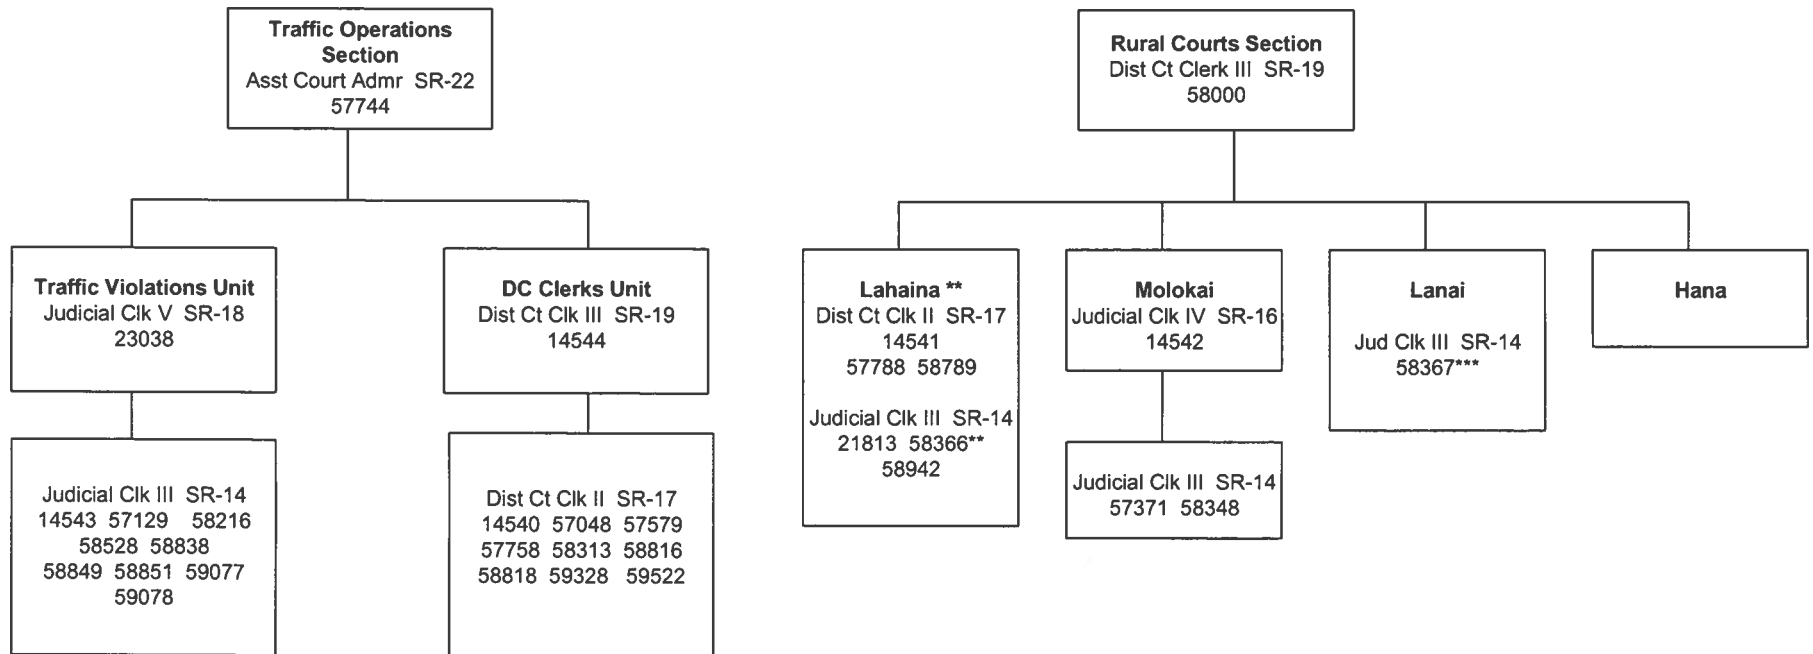 Traffic Operations
Section
Asst Court Admr SR-22
57744
Rural Courts Section
Dist Ct Clerk III SR-19
58000
Traffic Violations Unit
Judicial Clk V SR-18
23038
DC Clerks Unit
Dist Ct Clk III SR-19
14544
Lahaina **
Dist Ct Clk II SR-17
14541
57788 58789
Judicial Clk III SR-14
21813 58366**
58942
Molokai
Judicial Clk IV SR-16
14542
Lanai
Jud Clk III SR-14
58367***
Hana
Judicial Clk III SR-14
14543 57129 58216
58528 58838
58849 58851 59077
59078
Dist Ct Clk II SR-17
14540 57048 57579
57758 58313 58816
58818 59328 59522
Judicial Clk III SR-14
57371 58348